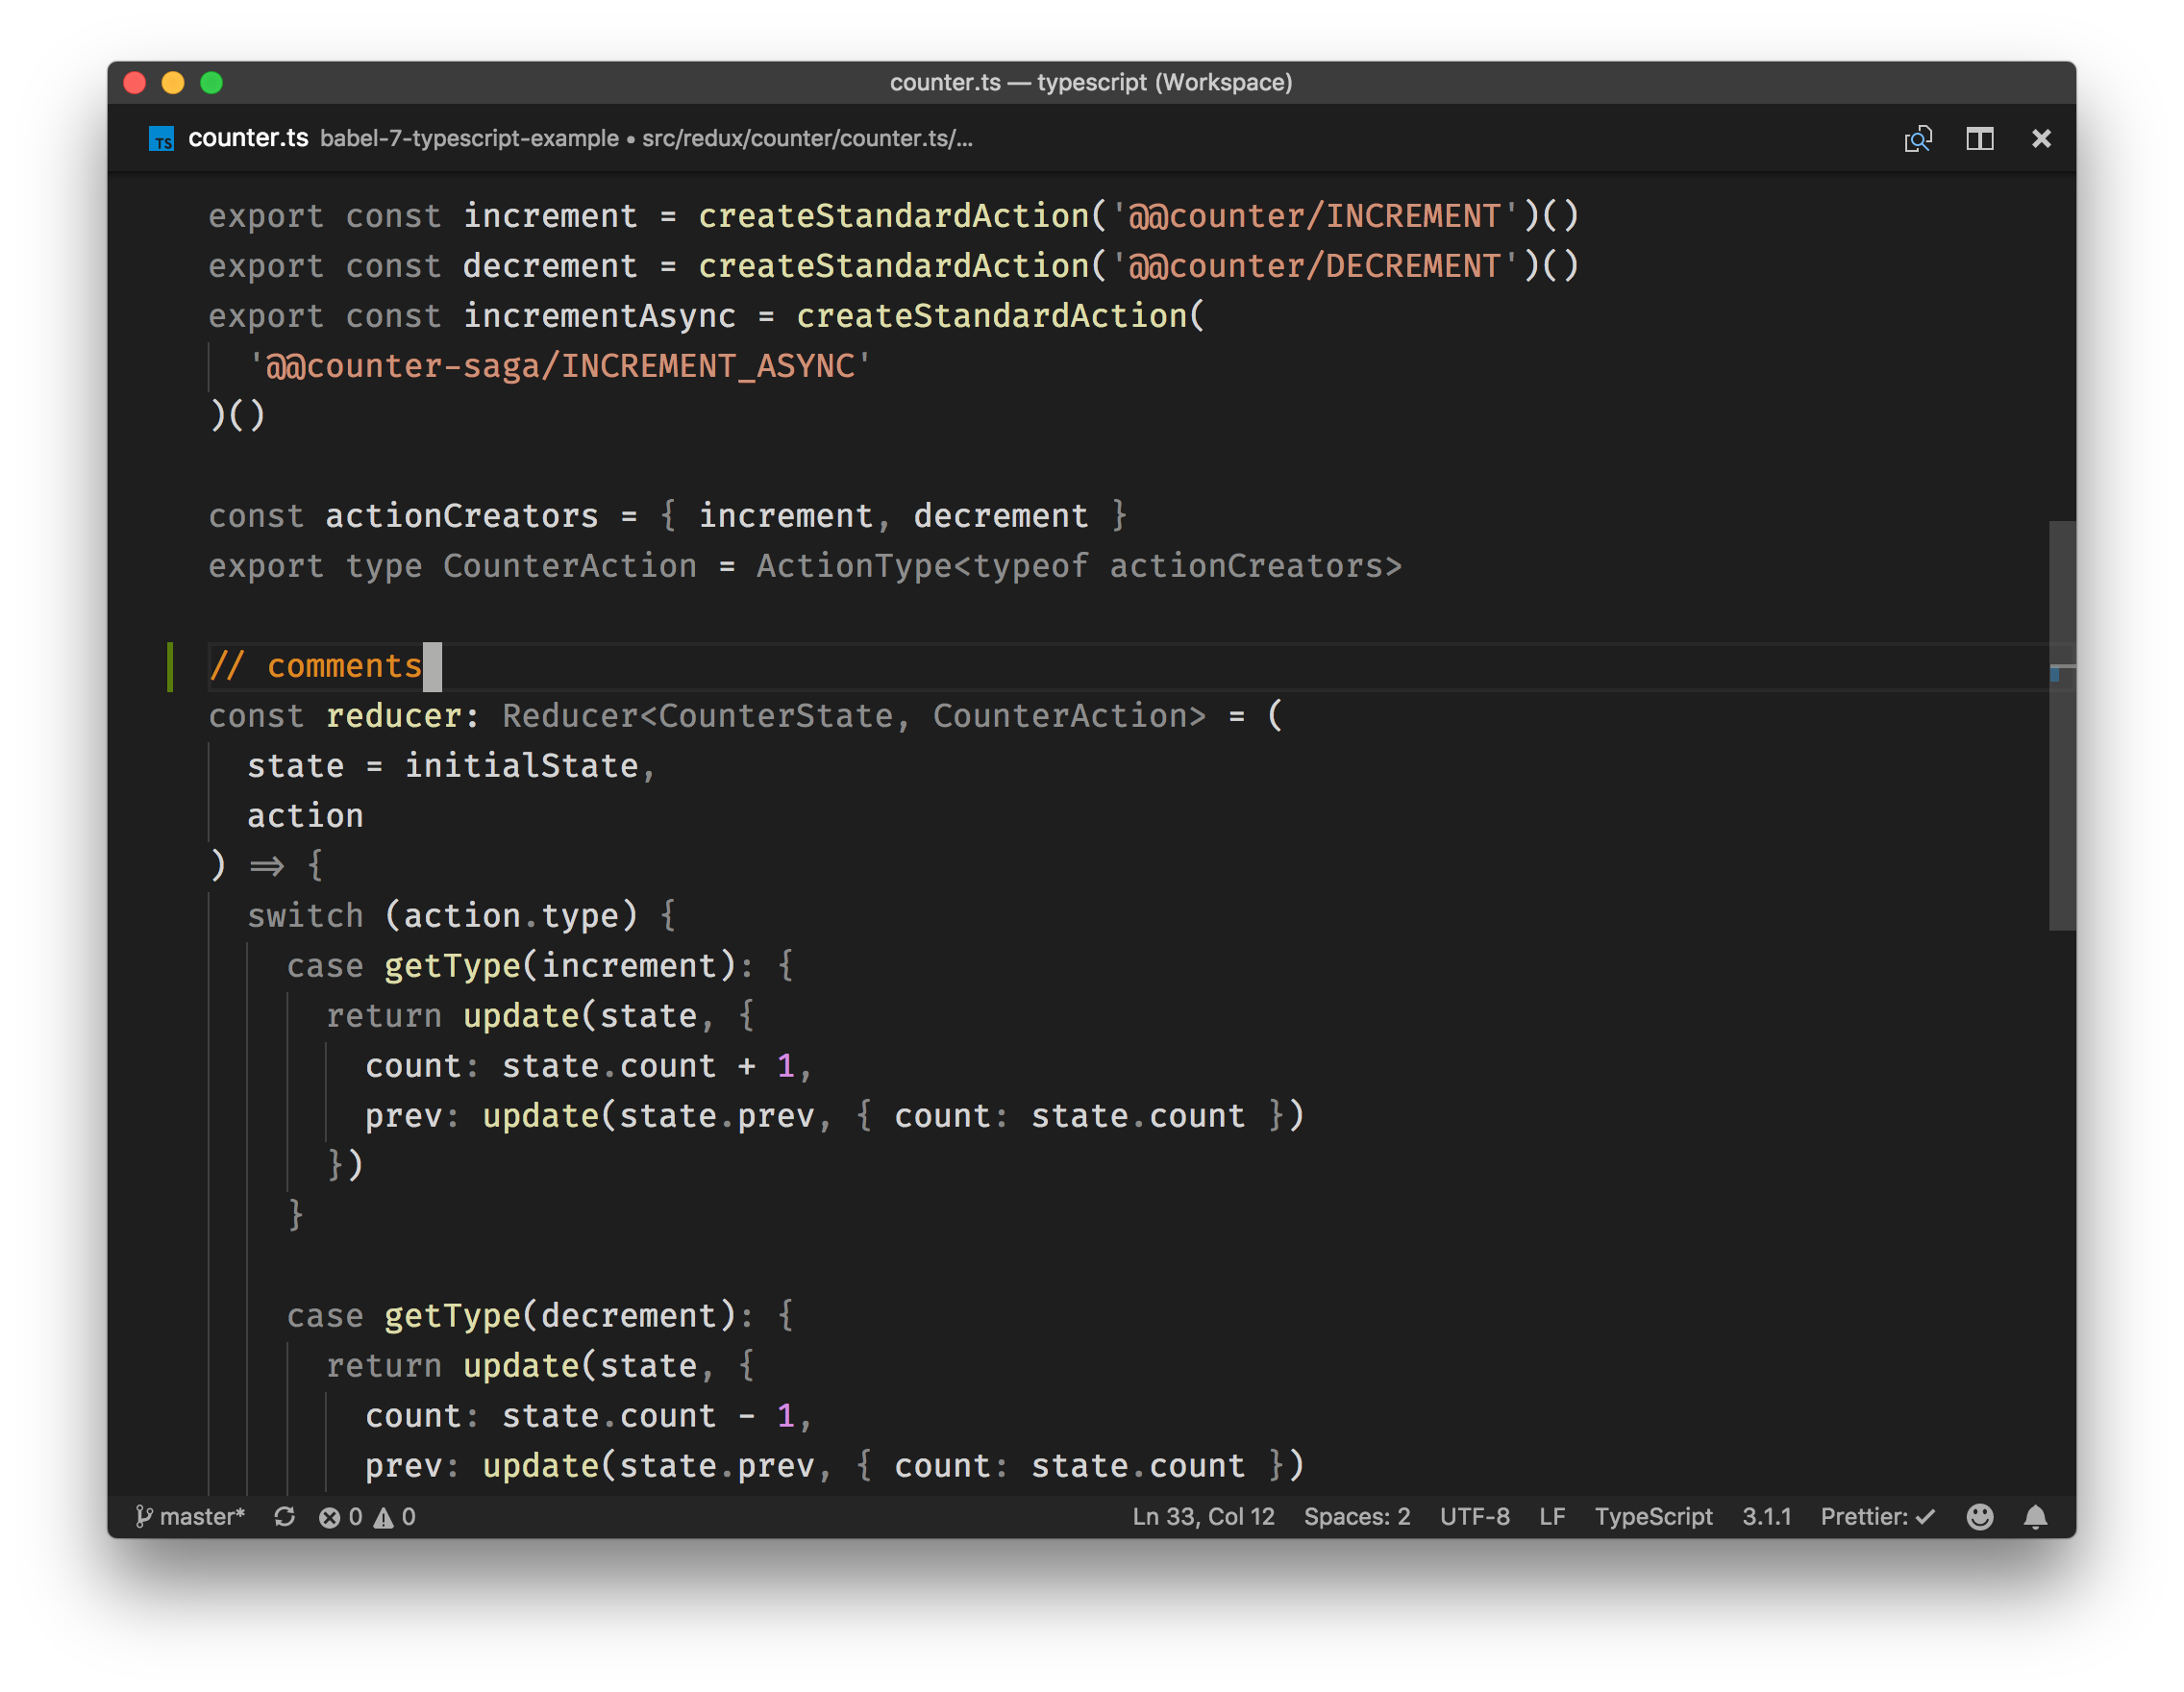 counter.ts — typescript (Workspace)
TS counter.ts babel-7-typescript-example • src/redux/counter/counter.ts/...
export const increment = createStandardAction('@@counter/INCREMENT')()
export const decrement = createStandardAction('@@counter/DECREMENT')()
export const incrementAsync = createStandardAction(
  '@@counter-saga/INCREMENT_ASYNC'
)()
const actionCreators = { increment, decrement }
export type CounterAction = ActionType<typeof actionCreators>
// comments
const reducer: Reducer<CounterState, CounterAction> = (
  state = initialState,
  action
) => {
  switch (action.type) {
    case getType(increment): {
      return update(state, {
        count: state.count + 1,
        prev: update(state.prev, { count: state.count })
      })
    }
    case getType(decrement): {
      return update(state, {
        count: state.count - 1,
        prev: update(state.prev, { count: state.count })
master* 0 0 Ln 33, Col 12 Spaces: 2 UTF-8 LF TypeScript 3.1.1 Prettier: ✓